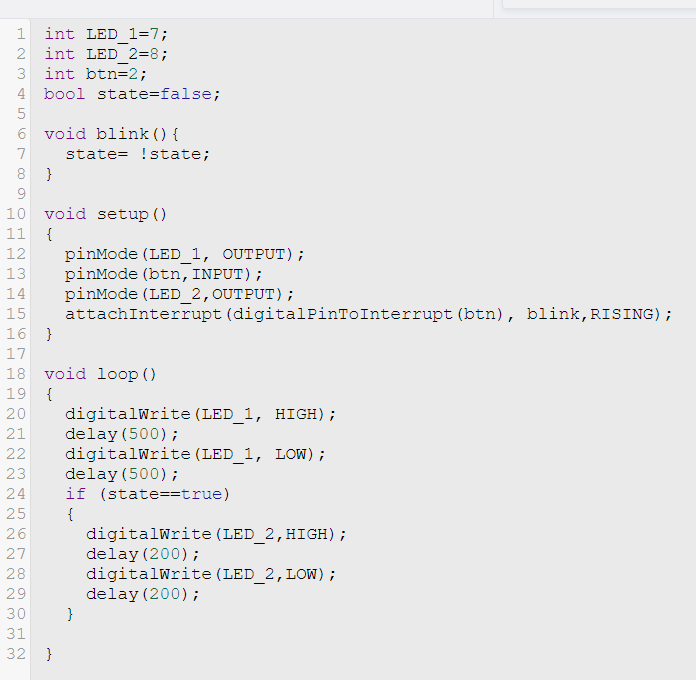 1 int LED_1=7;
2 int LED_2=8;
3 int btn=2;
4 bool state=false;
5
6 void blink(){
7   state= !state;
8 }
9
10 void setup()
11 {
12   pinMode(LED_1, OUTPUT);
13   pinMode(btn,INPUT);
14   pinMode(LED_2,OUTPUT);
15   attachInterrupt(digitalPinToInterrupt(btn), blink,RISING);
16 }
17
18 void loop()
19 {
20   digitalWrite(LED_1, HIGH);
21   delay(500);
22   digitalWrite(LED_1, LOW);
23   delay(500);
24   if (state==true)
25   {
26     digitalWrite(LED_2,HIGH);
27     delay(200);
28     digitalWrite(LED_2,LOW);
29     delay(200);
30   }
31
32 }